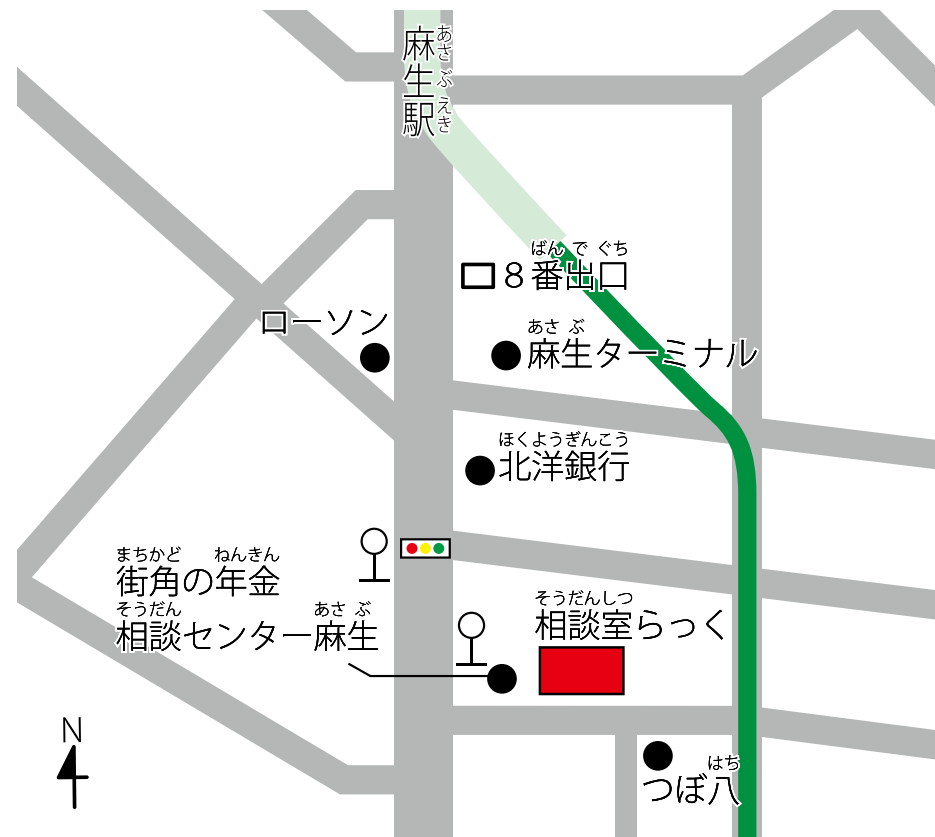 あさ ぶ えき
麻生駅
ばん で ぐち
8番出口
ローソン
あさ ぶ
麻生ターミナル
ほくようぎんこう
北洋銀行
まちかど ねんきん
街角の年金
そうだん あさ ぶ
相談センター麻生
そうだんしつ
相談室らっく
はち
つぼ八
N